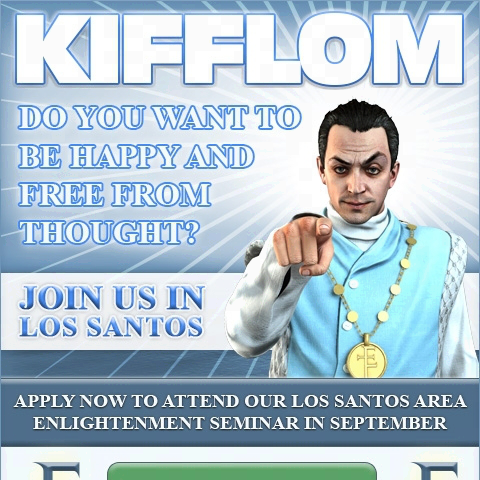 KIFFLOM
DO YOU WANT TO
BE HAPPY AND
FREE FROM
THOUGHT?
JOIN US IN
LOS SANTOS
APPLY NOW TO ATTEND OUR LOS SANTOS AREA
ENLIGHTENMENT SEMINAR IN SEPTEMBER